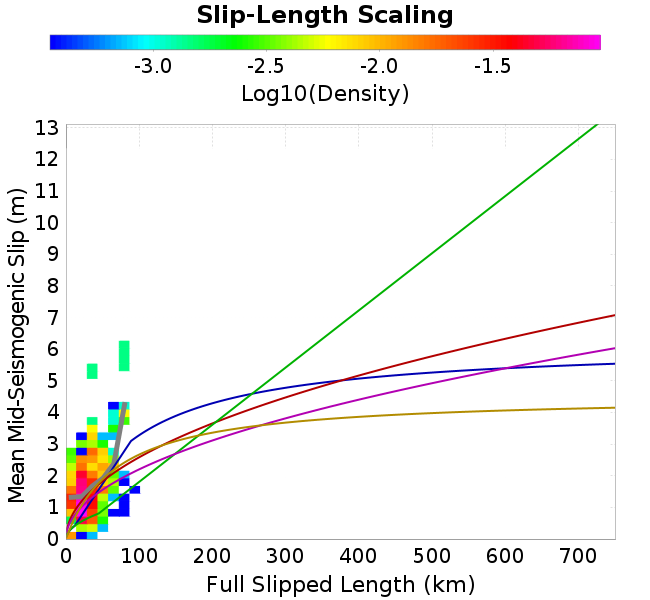 Slip-Length Scaling
-3.0 -2.5 -2.0 -1.5
Log10(Density)
13
12
11
10
9
8
7
6
5
4
3
2
1
0
Mean Mid-Seismogenic Slip (m)
0 100 200 300 400 500 600 700
Full Slipped Length (km)